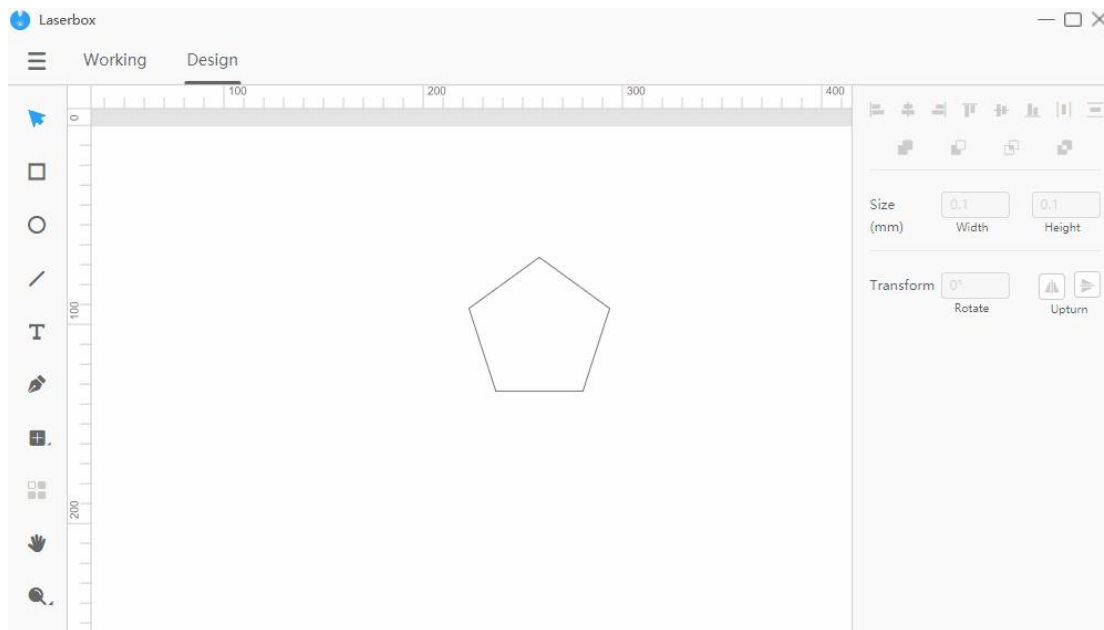 Laserbox
Working Design
100 200 300 400
0
100
200
Size (mm)
0.1 0.1
Width Height
Transform
0°
Rotate Upturn
T